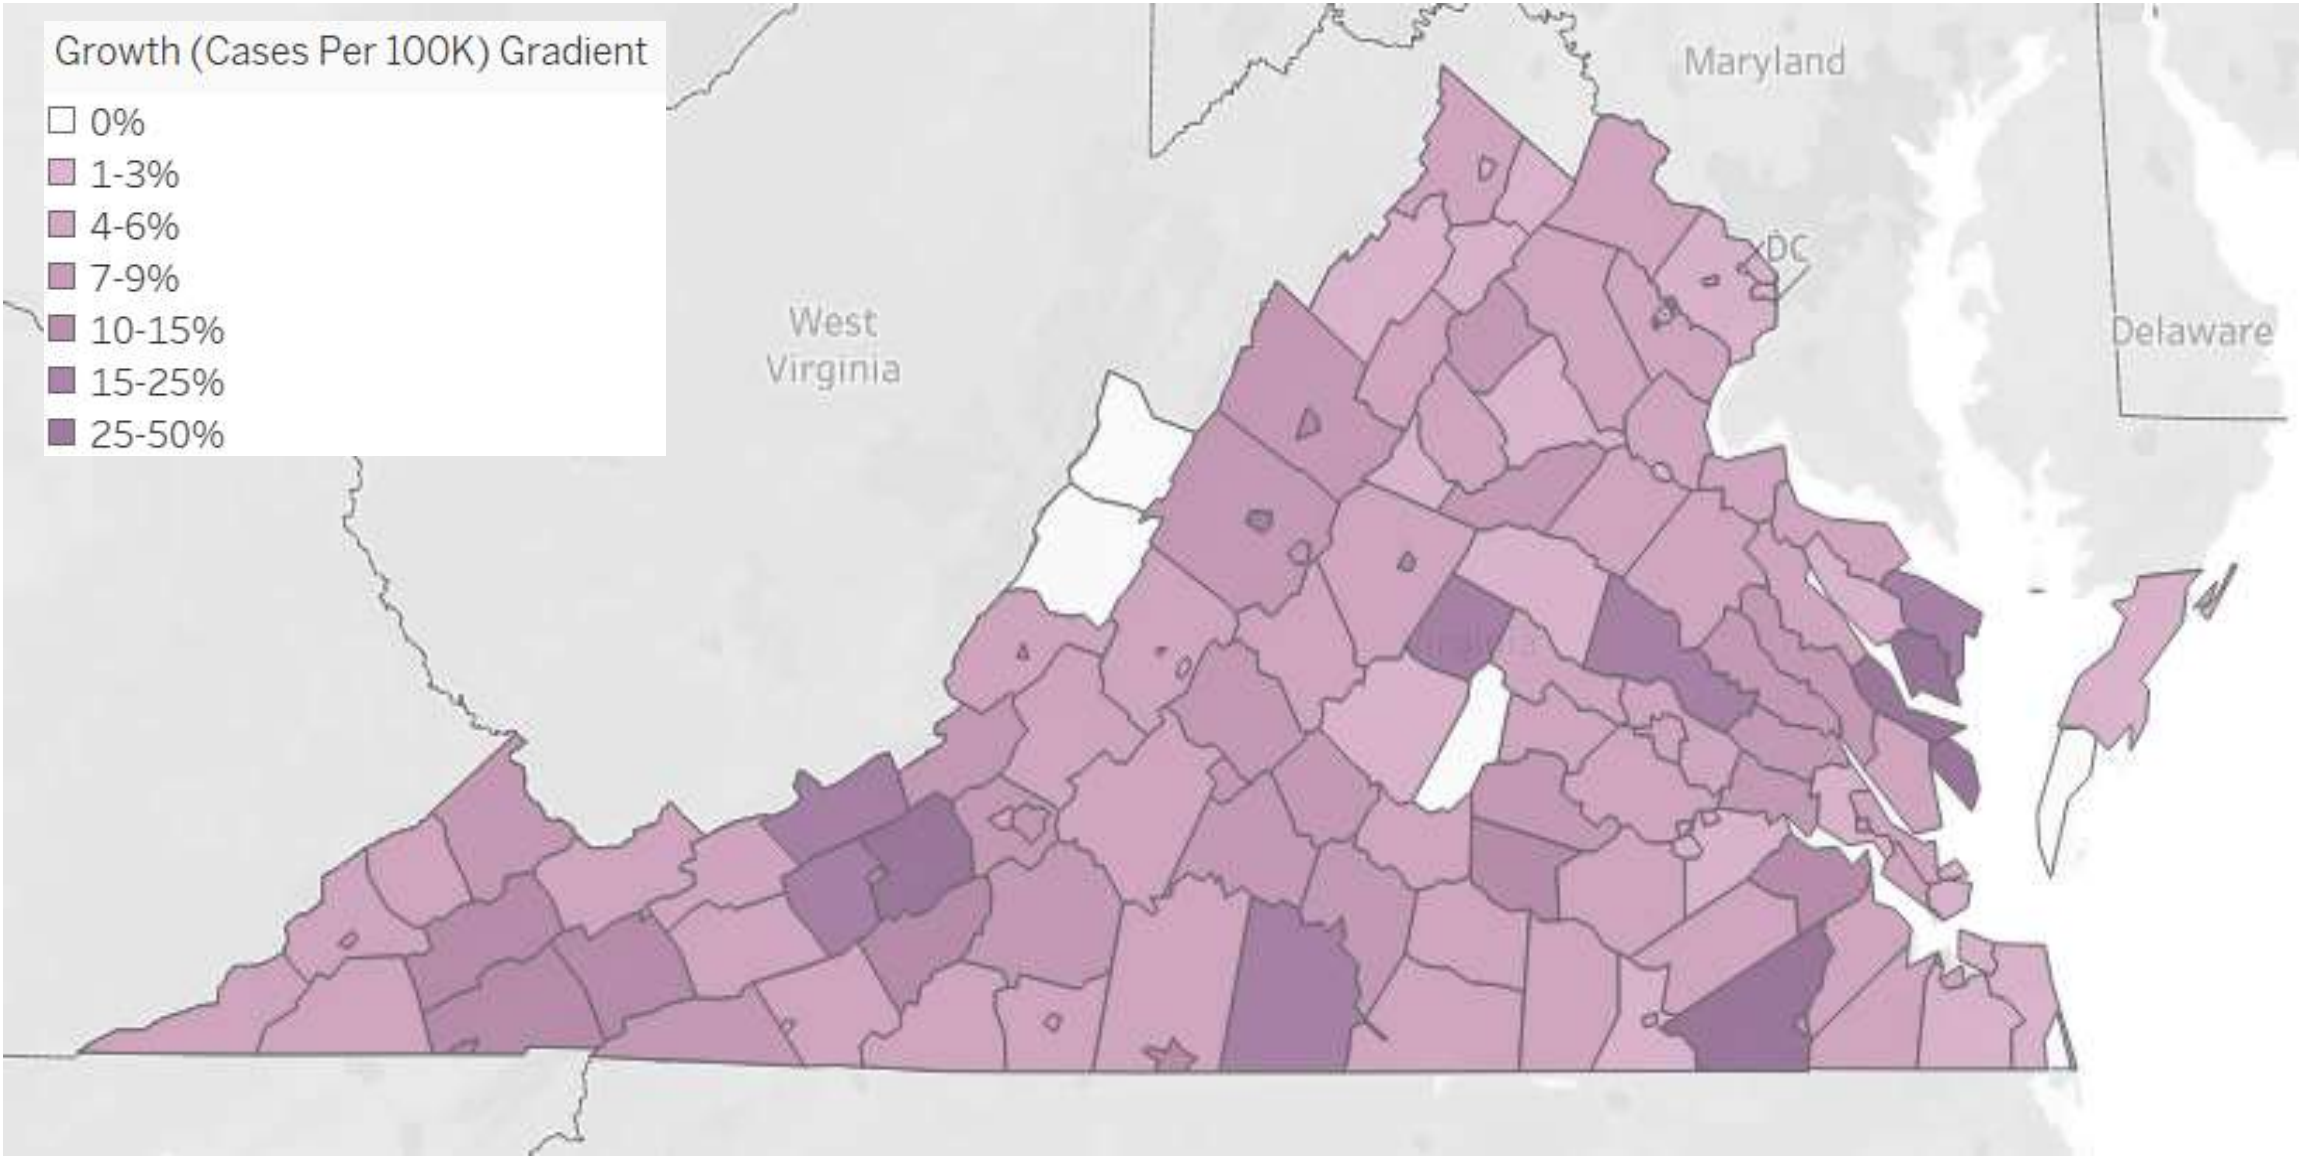 Growth (Cases Per 100K) Gradient
0%
1-3%
4-6%
7-9%
10-15%
15-25%
25-50%
Maryland
DC
West
Virginia
Delaware